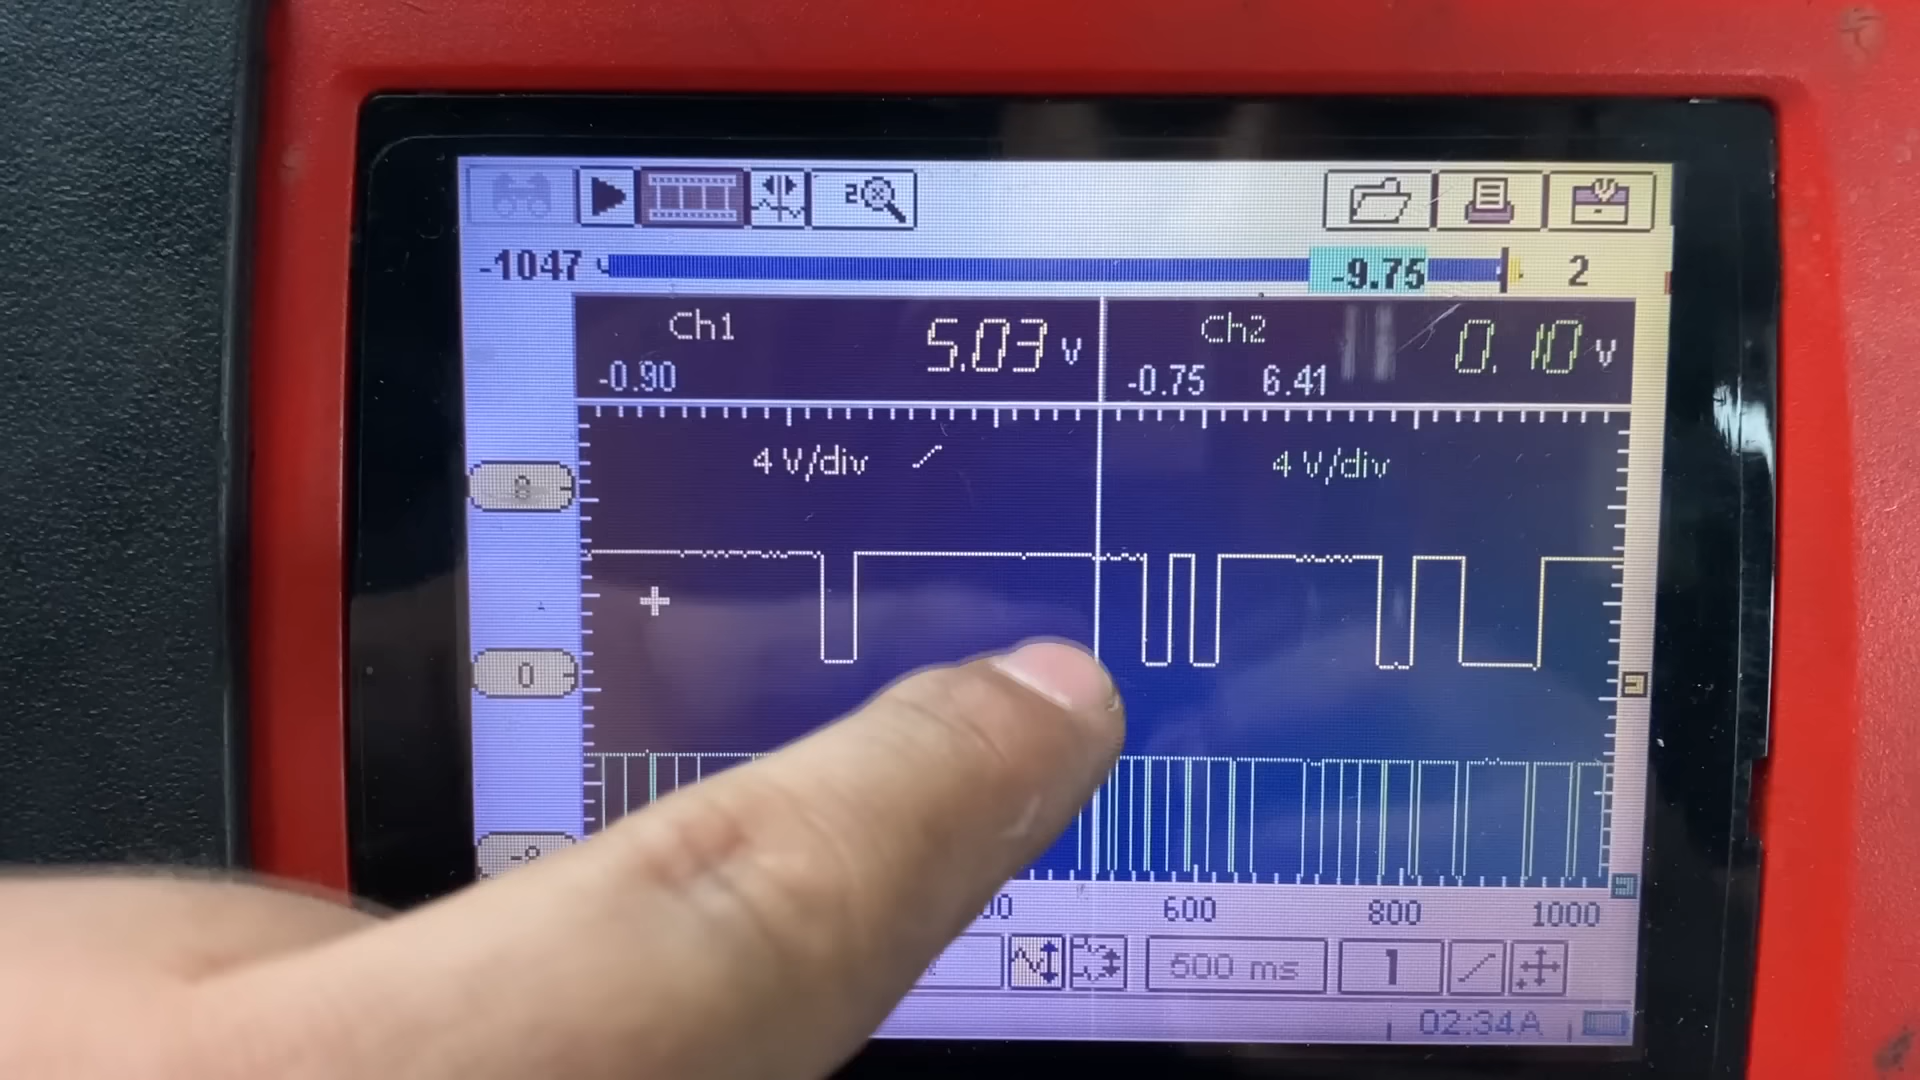 2
-1047 -9.75 2
Ch1 5.03 V Ch2 0.10 V
-0.90 -0.75 6.41
4 V/div 4 V/div
8
0
600 800 1000
500 ms 1
02:34A